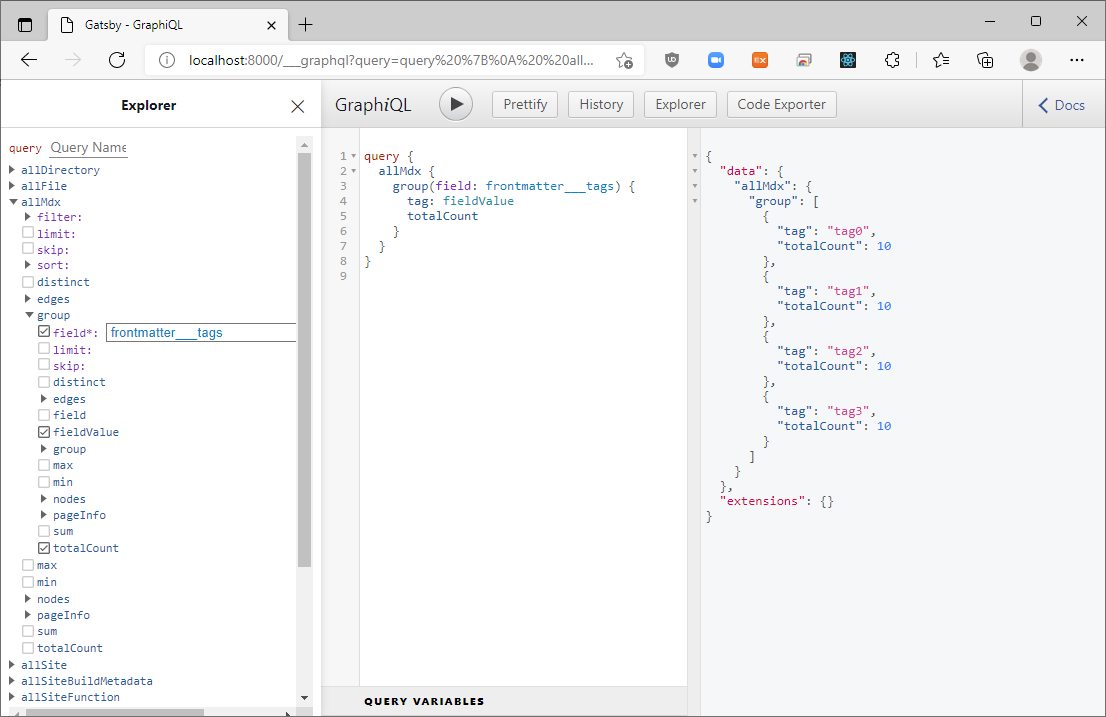 Gatsby - GraphiQL
localhost:8000/___graphql?query=query%20%7B%0A%20%20all...
Explorer
GraphiQL
Prettify
History
Explorer
Code Exporter
Docs
query Query Name
allDirectory
allFile
allMdx
filter:
limit:
skip:
sort:
distinct
edges
group
field*: frontmatter___tags
limit:
skip:
distinct
edges
field
fieldValue
group
max
min
nodes
pageInfo
sum
totalCount
max
min
nodes
pageInfo
sum
totalCount
allSite
allSiteBuildMetadata
allSiteFunction
1 query {
2 allMdx {
3 group(field: frontmatter___tags) {
4 tag: fieldValue
5 totalCount
6 }
7 }
8 }
9
QUERY VARIABLES
{
"data": {
"allMdx": {
"group": [
{
"tag": "tag0",
"totalCount": 10
},
{
"tag": "tag1",
"totalCount": 10
},
{
"tag": "tag2",
"totalCount": 10
},
{
"tag": "tag3",
"totalCount": 10
}
]
}
},
"extensions": {}
}